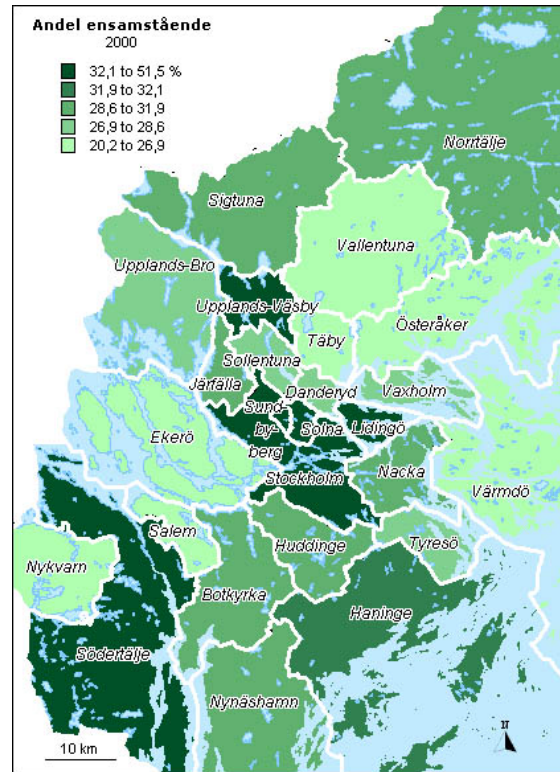 Andel ensamstående
2000
32,1 to 51,5 %
31,9 to 32,1
28,6 to 31,9
26,9 to 28,6
20,2 to 26,9
Norrtälje
Sigtuna
Vallentuna
Upplands-Bro
Upplands-Väsby
Österåker
Täby
Sollentuna
Järfälla
Danderyd
Vaxholm
Sund-
by-
berg
Solna
Lidingö
Ekerö
Stockholm
Nacka
Värmdö
Salem
Huddinge
Tyresö
Nykvarn
Botkyrka
Haninge
Södertälje
Nynäshamn
N
10 km